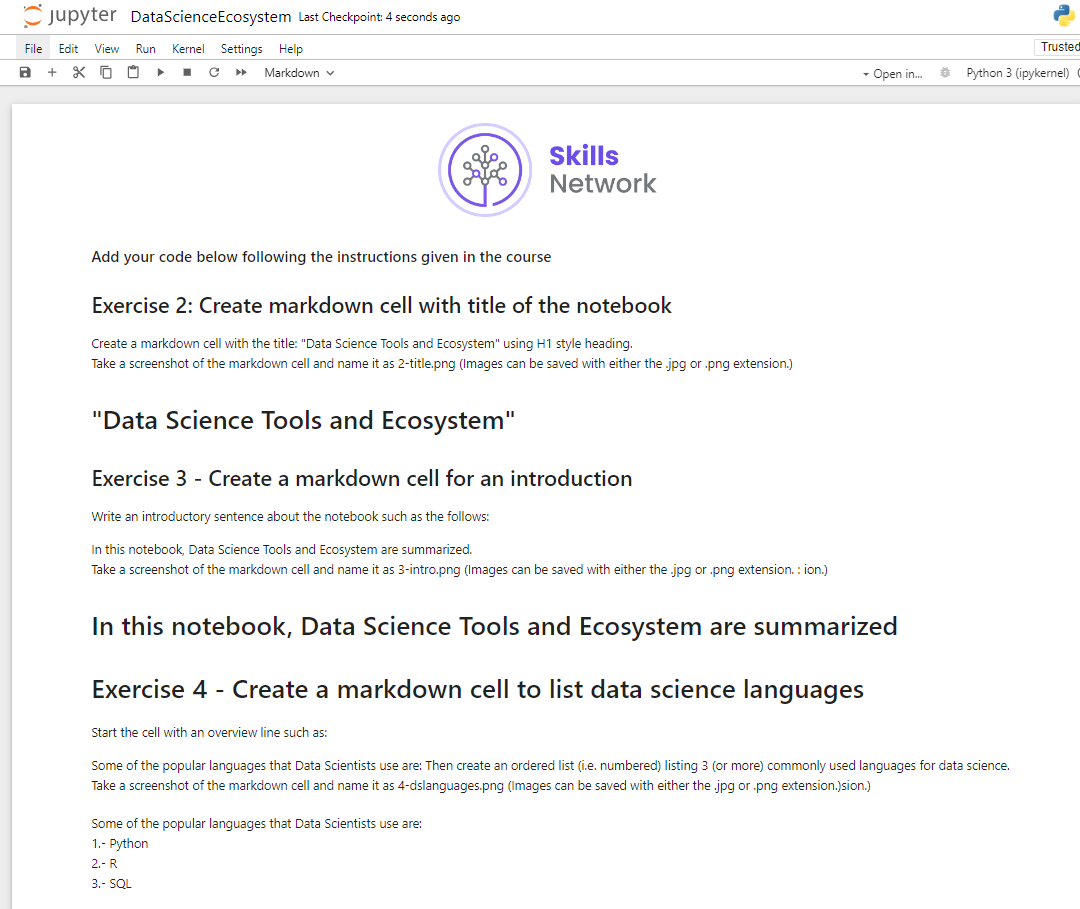 jupyter DataScienceEcosystem Last Checkpoint: 4 seconds ago
File Edit View Run Kernel Settings Help
Trusted
Markdown
Open in...
Python 3 (ipykernel)
Skills
Network
Add your code below following the instructions given in the course
Exercise 2: Create markdown cell with title of the notebook
Create a markdown cell with the title: "Data Science Tools and Ecosystem" using H1 style heading.
Take a screenshot of the markdown cell and name it as 2-title.png (Images can be saved with either the .jpg or .png extension.)
"Data Science Tools and Ecosystem"
Exercise 3 - Create a markdown cell for an introduction
Write an introductory sentence about the notebook such as the follows:
In this notebook, Data Science Tools and Ecosystem are summarized.
Take a screenshot of the markdown cell and name it as 3-intro.png (Images can be saved with either the .jpg or .png extension. : ion.)
In this notebook, Data Science Tools and Ecosystem are summarized
Exercise 4 - Create a markdown cell to list data science languages
Start the cell with an overview line such as:
Some of the popular languages that Data Scientists use are: Then create an ordered list (i.e. numbered) listing 3 (or more) commonly used languages for data science.
Take a screenshot of the markdown cell and name it as 4-dslanguages.png (Images can be saved with either the .jpg or .png extension.)sion.)
Some of the popular languages that Data Scientists use are:
1.- Python
2.- R
3.- SQL